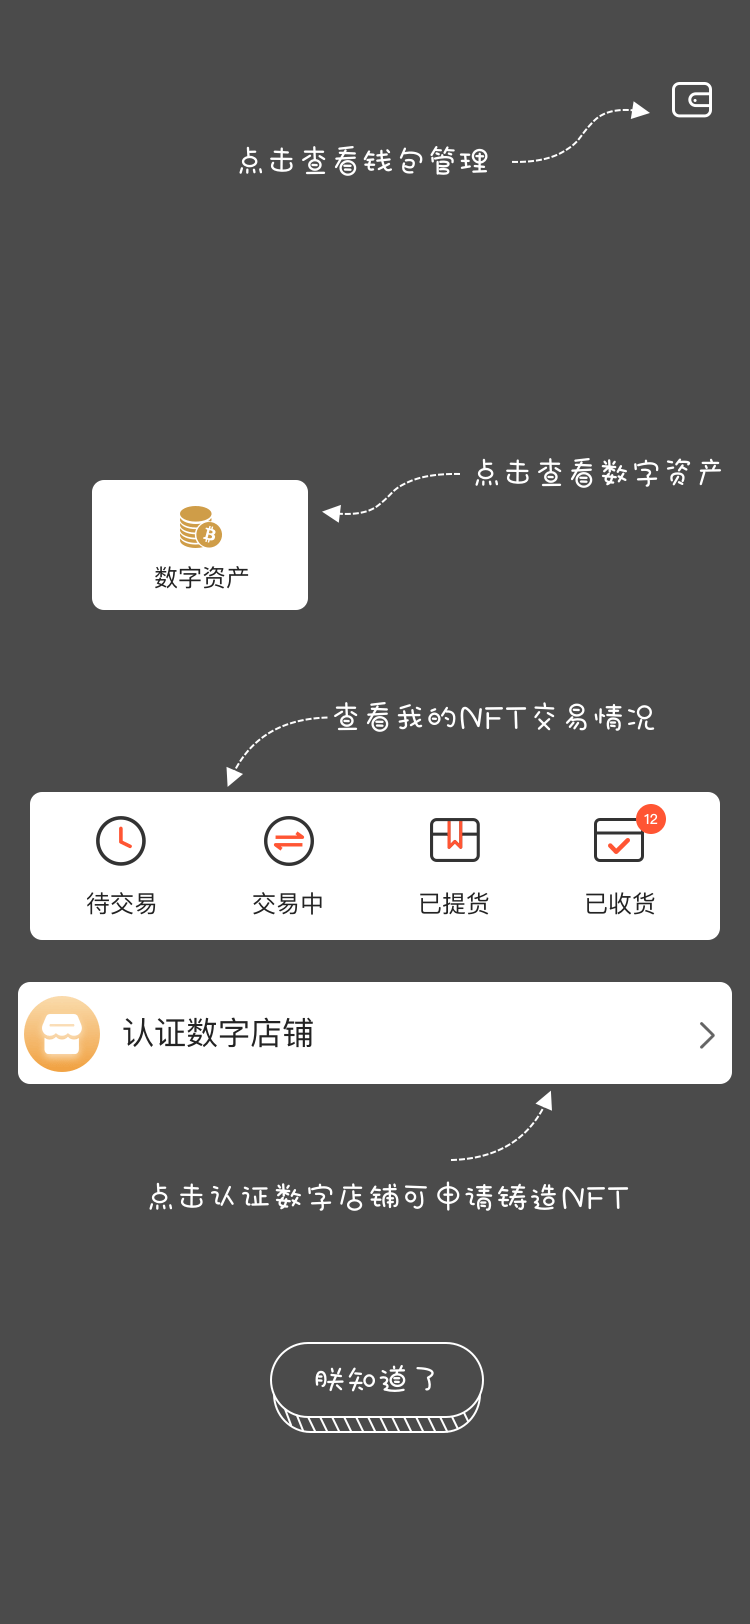 点击查看钱包管理
点击查看数字资产
数字资产
查看我的NFT交易情况
12
待交易 交易中 已提货 已收货
认证数字店铺
点击认证数字店铺可申请铸造NFT
朕知道了